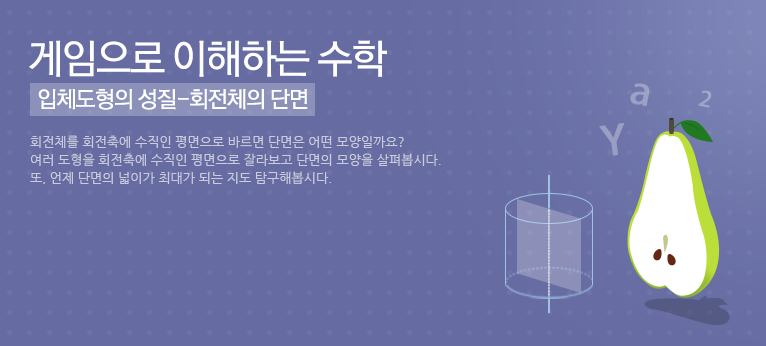 게임으로 이해하는 수학
입체도형의 성질-회전체의 단면
회전체를 회전축에 수직인 평면으로 바르면 단면은 어떤 모양일까요?
여러 도형을 회전축에 수직인 평면으로 잘라보고 단면의 모양을 살펴봅시다.
또, 언제 단면의 넓이가 최대가 되는 지도 탐구해봅시다.
a
2
Y